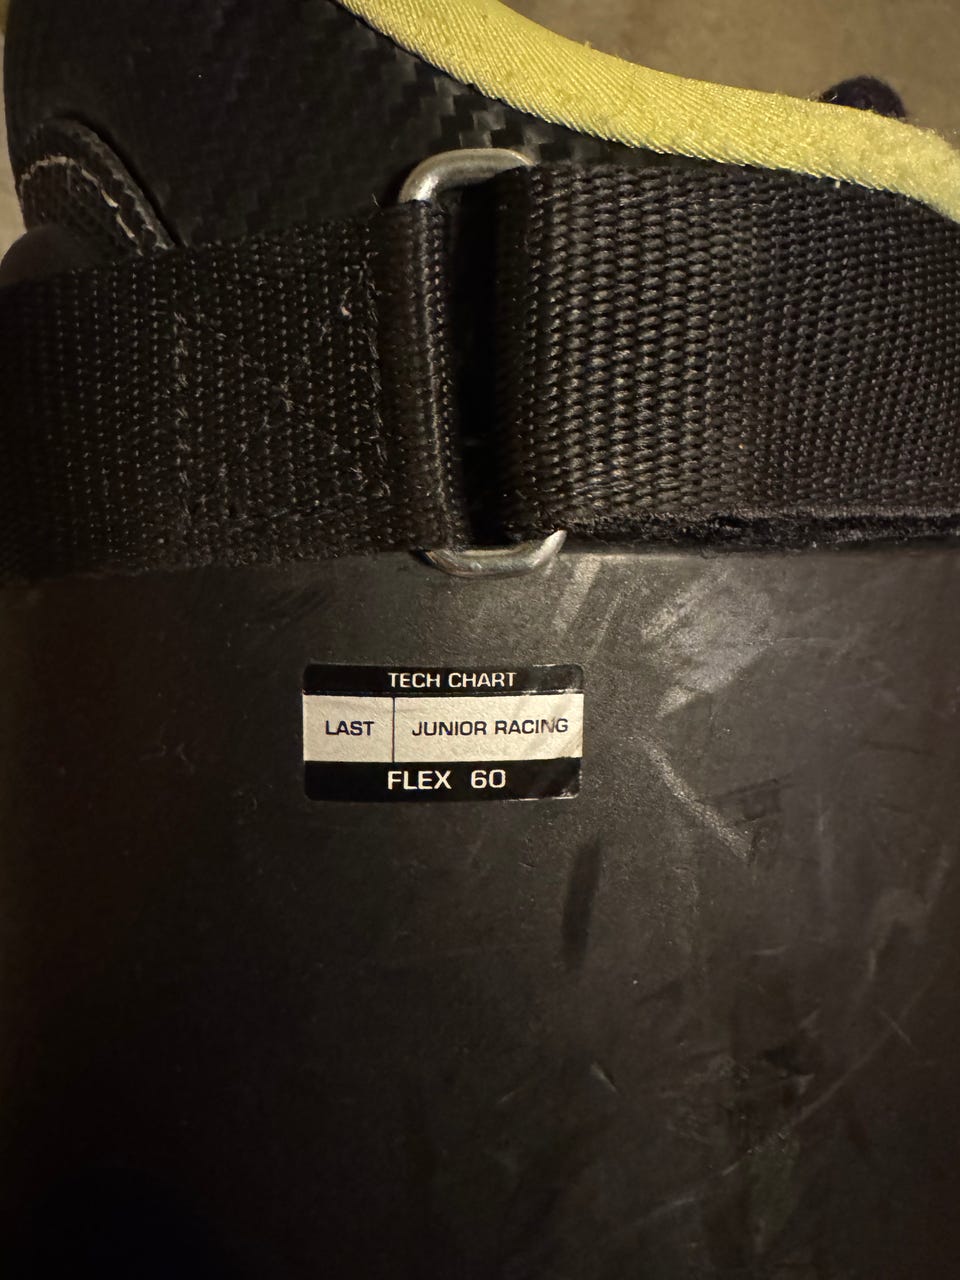 TECH CHART
LAST JUNIOR RACING
FLEX 60